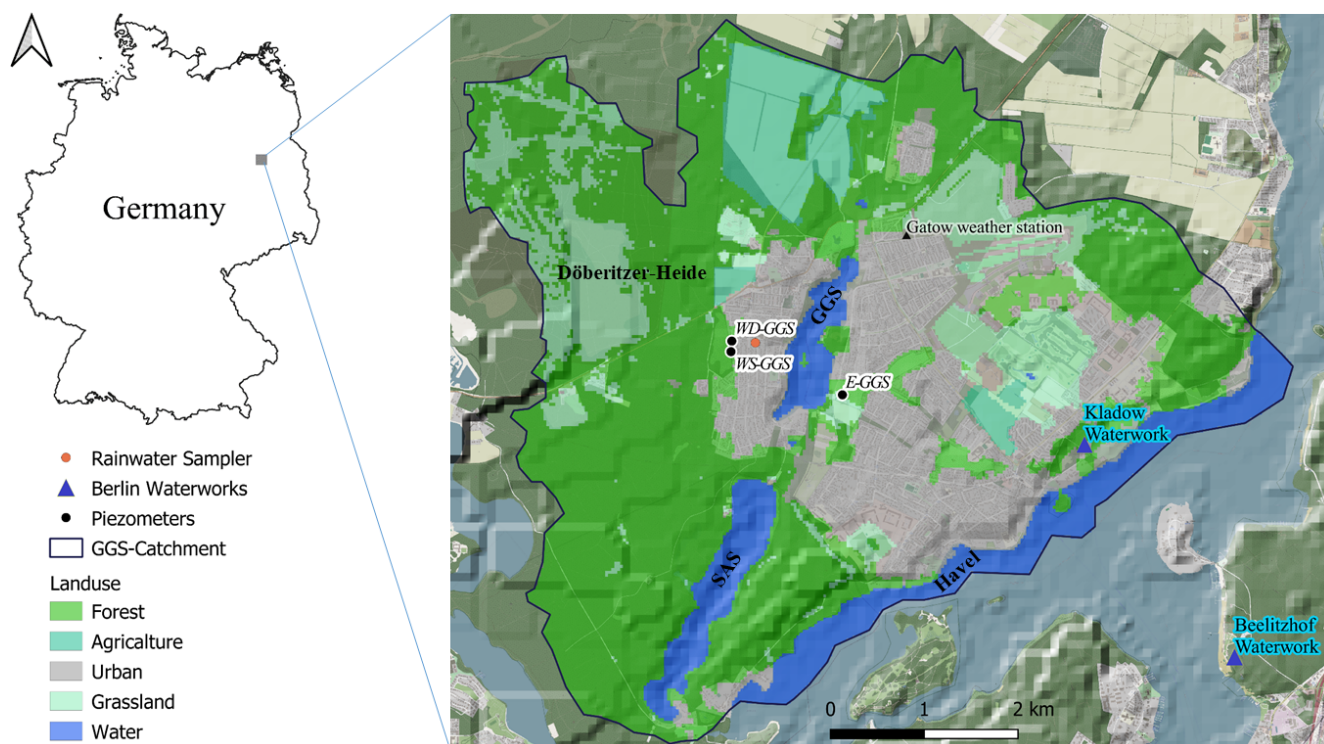 Germany
Rainwater Sampler
Berlin Waterworks
Piezometers
GGS-Catchment
Landuse
Forest
Agricalture
Urban
Grassland
Water
Gatow weather station
Döberitzer-Heide
GGS
WD-GGS
WS-GGS
E-GGS
Kladow
Waterwork
SAS
Havel
Beelitzhof
Waterwork
0 1 2 km